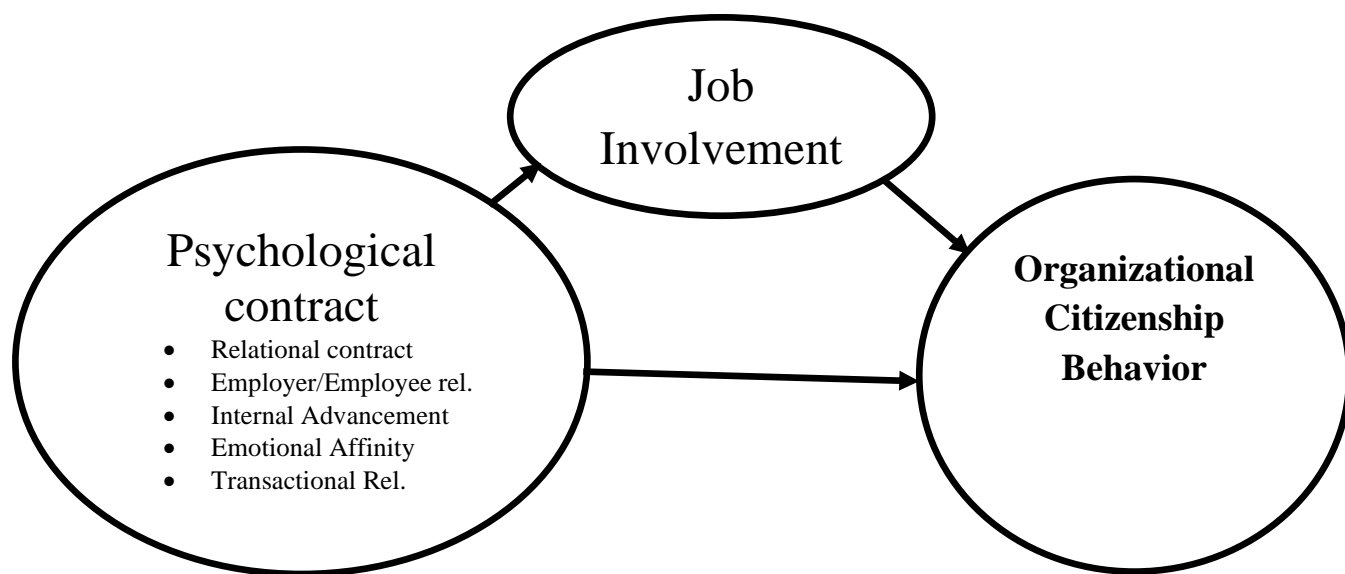 Job
Involvement
Psychological
contract
• Relational contract
• Employer/Employee rel.
• Internal Advancement
• Emotional Affinity
• Transactional Rel.
Organizational
Citizenship
Behavior